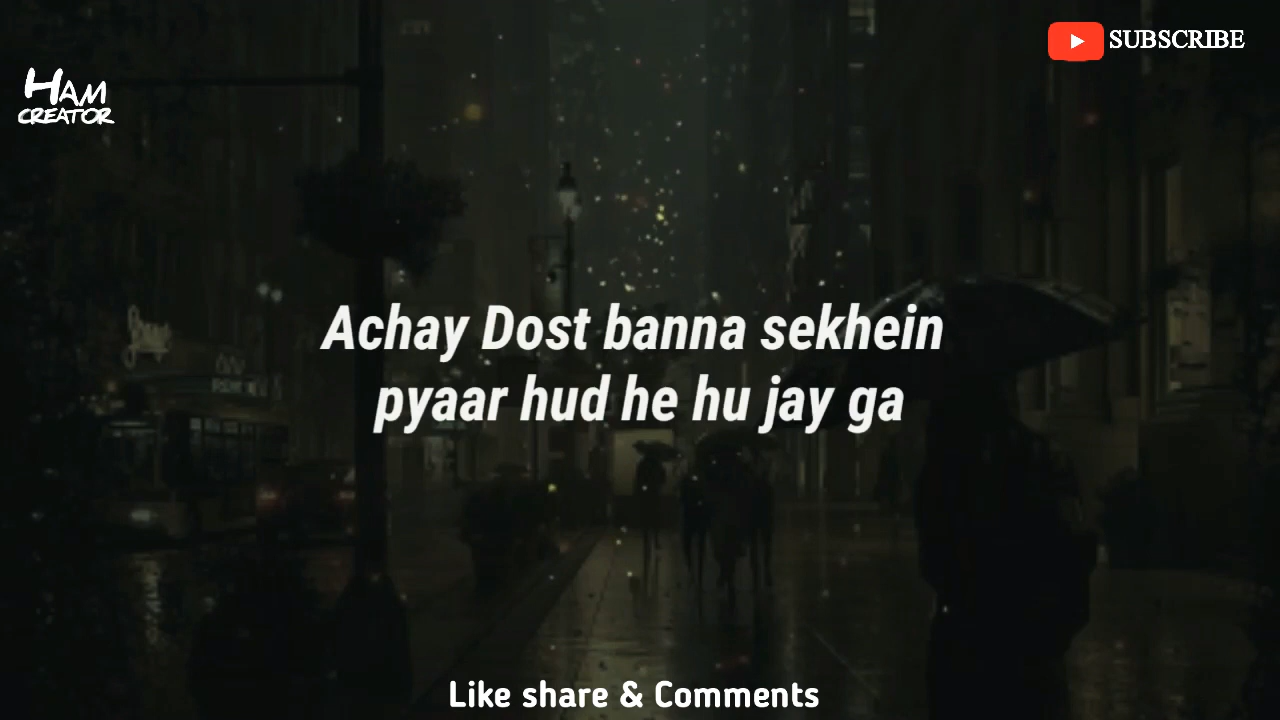 HAM
CREATOR
SUBSCRIBE
Achay Dost banna sekhein
pyaar hud he hu jay ga
Like share & Comments